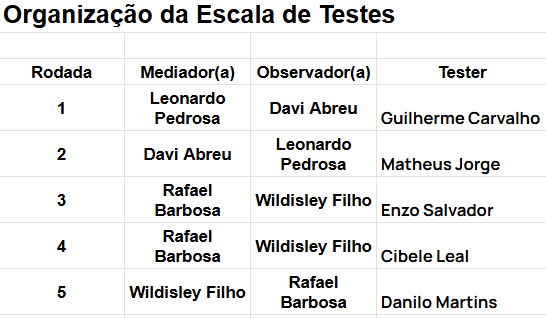 Organização da Escala de Testes
Rodada Mediador(a) Observador(a) Tester
1 Leonardo Pedrosa Davi Abreu Guilherme Carvalho
2 Davi Abreu Leonardo Pedrosa Matheus Jorge
3 Rafael Barbosa Wildisley Filho Enzo Salvador
4 Rafael Barbosa Wildisley Filho Cibele Leal
5 Wildisley Filho Rafael Barbosa Danilo Martins